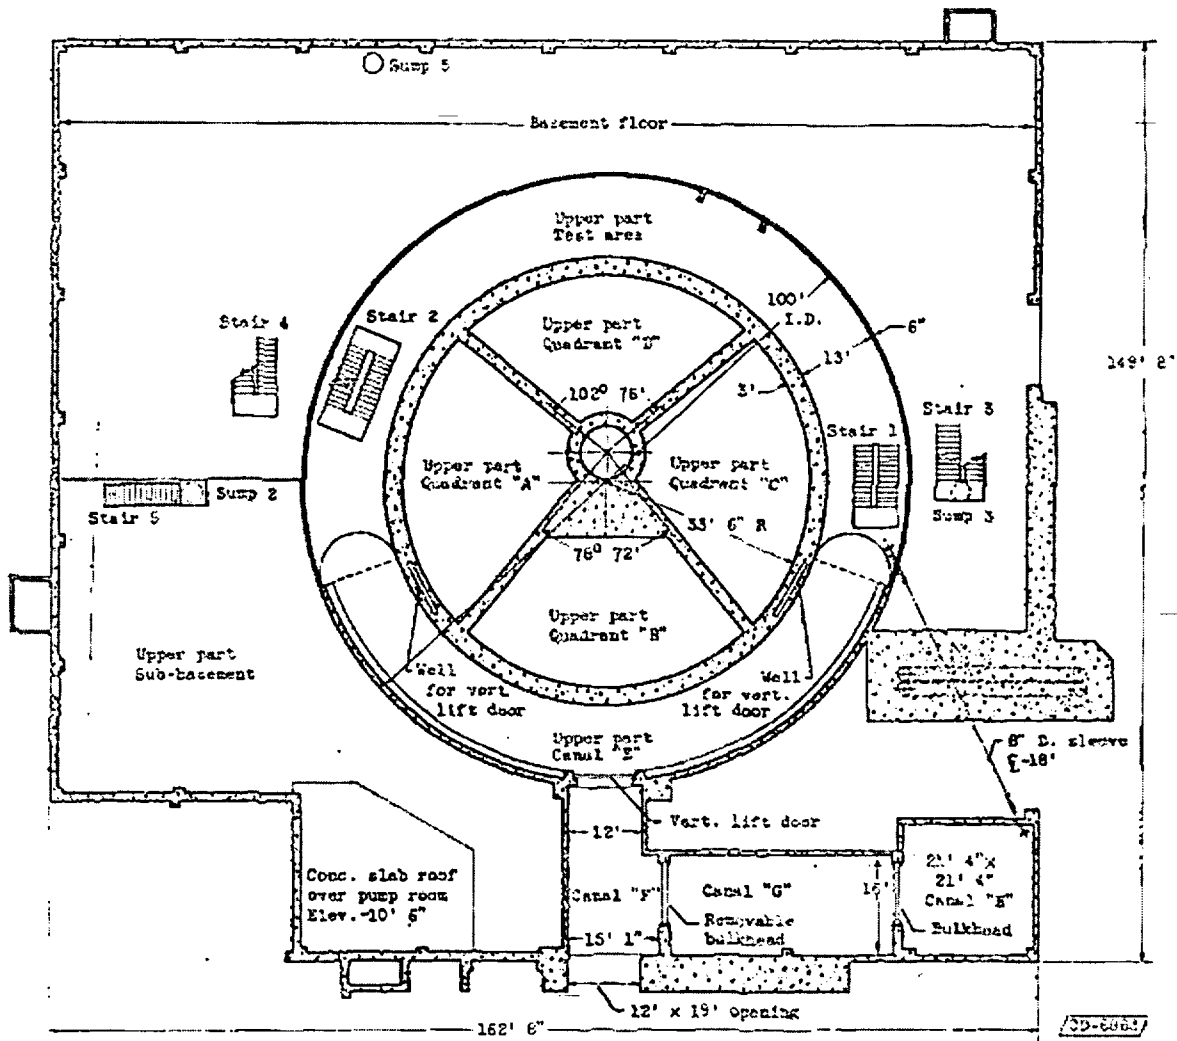 Sump 5
Basement floor
Upper part
Test area
100'
I.D.
6"
13'
3'
149' 2"
Stair 4
Stair 2
Upper part
Quadrant "D"
102° 76'
Stair 3
Stair 1
Upper part
Quadrant "A"
Upper part
Quadrant "C"
Sump 2
Stair 5
Sump 3
33' 6" R
76° 72'
Upper part
Quadrant "B"
Upper part
Sub-basement
Well
for vert.
lift door
Well
for vert.
lift door
Upper part
Canal "E"
8" D. sleeve
℄-18'
Vert. lift door
12'
Conc. slab roof
over pump room
Elev.-10' 6"
Canal "F"
Canal "G"
16'
21' 4" x
21' 4"
Canal "H"
Removable
bulkhead
Bulkhead
15' 1"
12' x 19' opening
162' 8"